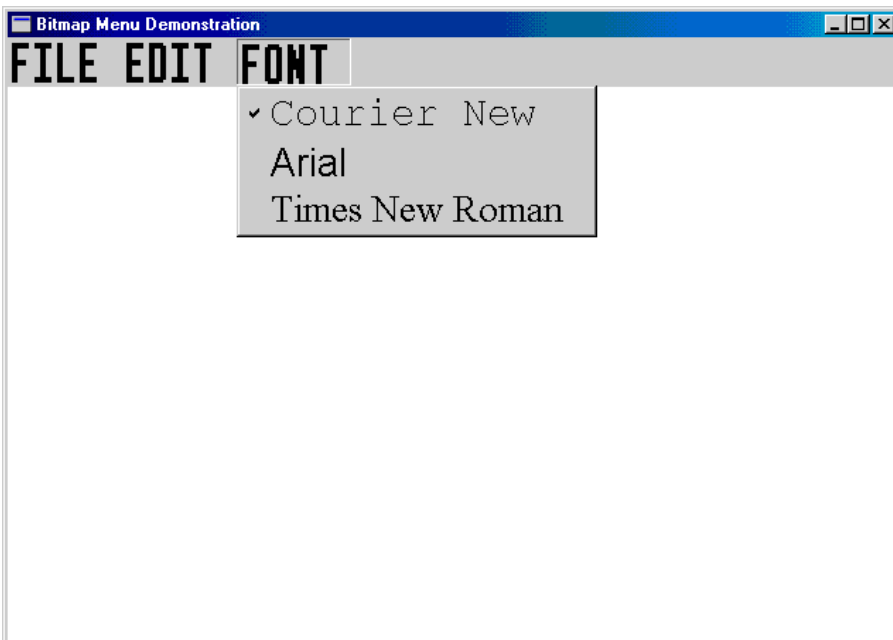 Bitmap Menu Demonstration
FILE EDIT FONT
Courier New
Arial
Times New Roman